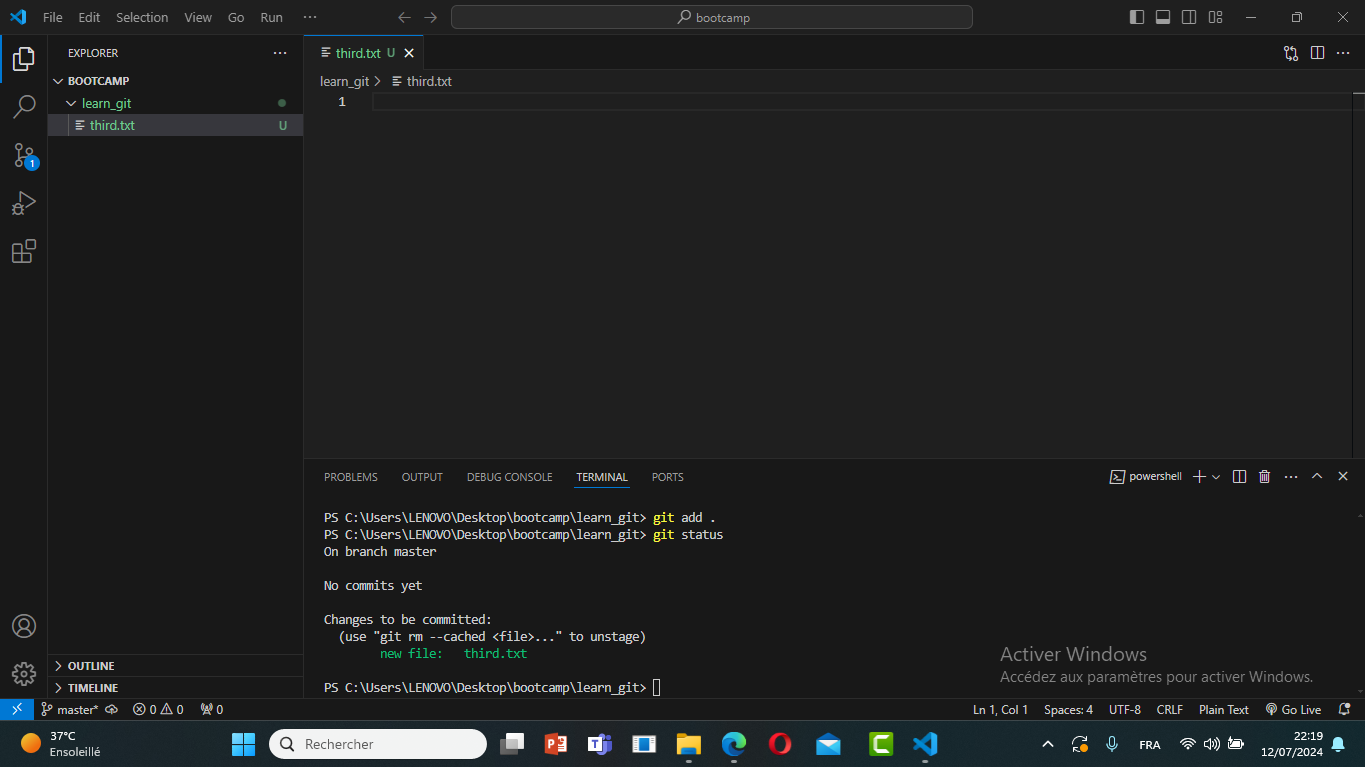 File Edit Selection View Go Run ···
bootcamp
EXPLORER
BOOTCAMP
learn_git
third.txt U
third.txt U
learn_git > third.txt
1
PROBLEMS OUTPUT DEBUG CONSOLE TERMINAL PORTS
powershell
PS C:\Users\LENOVO\Desktop\bootcamp\learn_git> git add .
PS C:\Users\LENOVO\Desktop\bootcamp\learn_git> git status
On branch master
No commits yet
Changes to be committed:
(use "git rm --cached <file>..." to unstage)
new file: third.txt
PS C:\Users\LENOVO\Desktop\bootcamp\learn_git>
Activer Windows
Accédez aux paramètres pour activer Windows.
OUTLINE
TIMELINE
1
master* 0 0 0
Ln 1, Col 1 Spaces: 4 UTF-8 CRLF Plain Text Go Live
37°C
Ensoleillé
Rechercher
FRA
22:19
12/07/2024